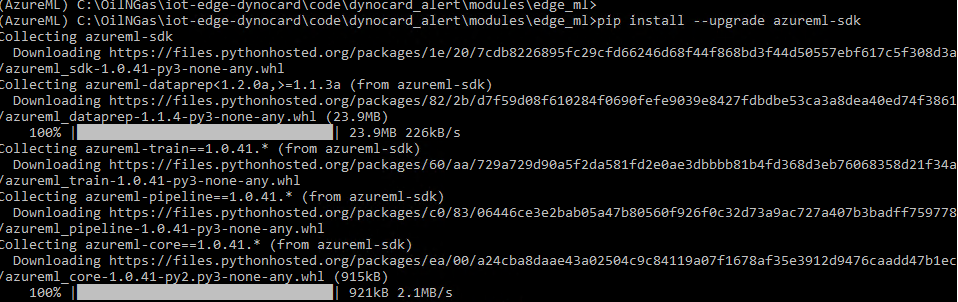 (AzureML) C:\OilNGas\iot-edge-dynocard\code\dynocard_alert\modules\edge_ml>
(AzureML) C:\OilNGas\iot-edge-dynocard\code\dynocard_alert\modules\edge_ml>pip install --upgrade azureml-sdk
Collecting azureml-sdk
Downloading https://files.pythonhosted.org/packages/1e/20/7cdb8226895fc29cfd66246d68f44f868bd3f44d50557ebf617c5f308d3a
/azureml_sdk-1.0.41-py3-none-any.whl
Collecting azureml-dataprep<1.2.0a,>=1.1.3a (from azureml-sdk)
Downloading https://files.pythonhosted.org/packages/82/2b/d7f59d08f610284f0690fefe9039e8427fdbdbe53ca3a8dea40ed74f3861
/azureml_dataprep-1.1.4-py3-none-any.whl (23.9MB)
100% |████████████████████████████████| 23.9MB 226kB/s
Collecting azureml-train==1.0.41.* (from azureml-sdk)
Downloading https://files.pythonhosted.org/packages/60/aa/729a729d90a5f2da581fd2e0ae3dbbbb81b4fd368d3eb76068358d21f34a
/azureml_train-1.0.41-py3-none-any.whl
Collecting azureml-pipeline==1.0.41.* (from azureml-sdk)
Downloading https://files.pythonhosted.org/packages/c0/83/06446ce3e2bab05a47b80560f926f0c32d73a9ac727a407b3badff759778
/azureml_pipeline-1.0.41-py3-none-any.whl
Collecting azureml-core==1.0.41.* (from azureml-sdk)
Downloading https://files.pythonhosted.org/packages/ea/00/a24cba8daae43a02504c9c84119a07f1678af35e3912d9476caadd47b1ec
/azureml_core-1.0.41-py2.py3-none-any.whl (915kB)
100% |████████████████████████████████| 921kB 2.1MB/s